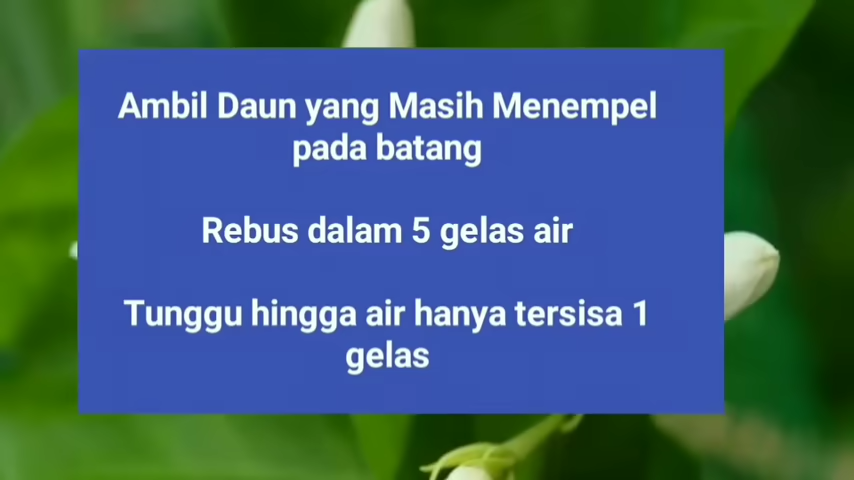 Ambil Daun yang Masih Menempel
pada batang
Rebus dalam 5 gelas air
Tunggu hingga air hanya tersisa 1
gelas